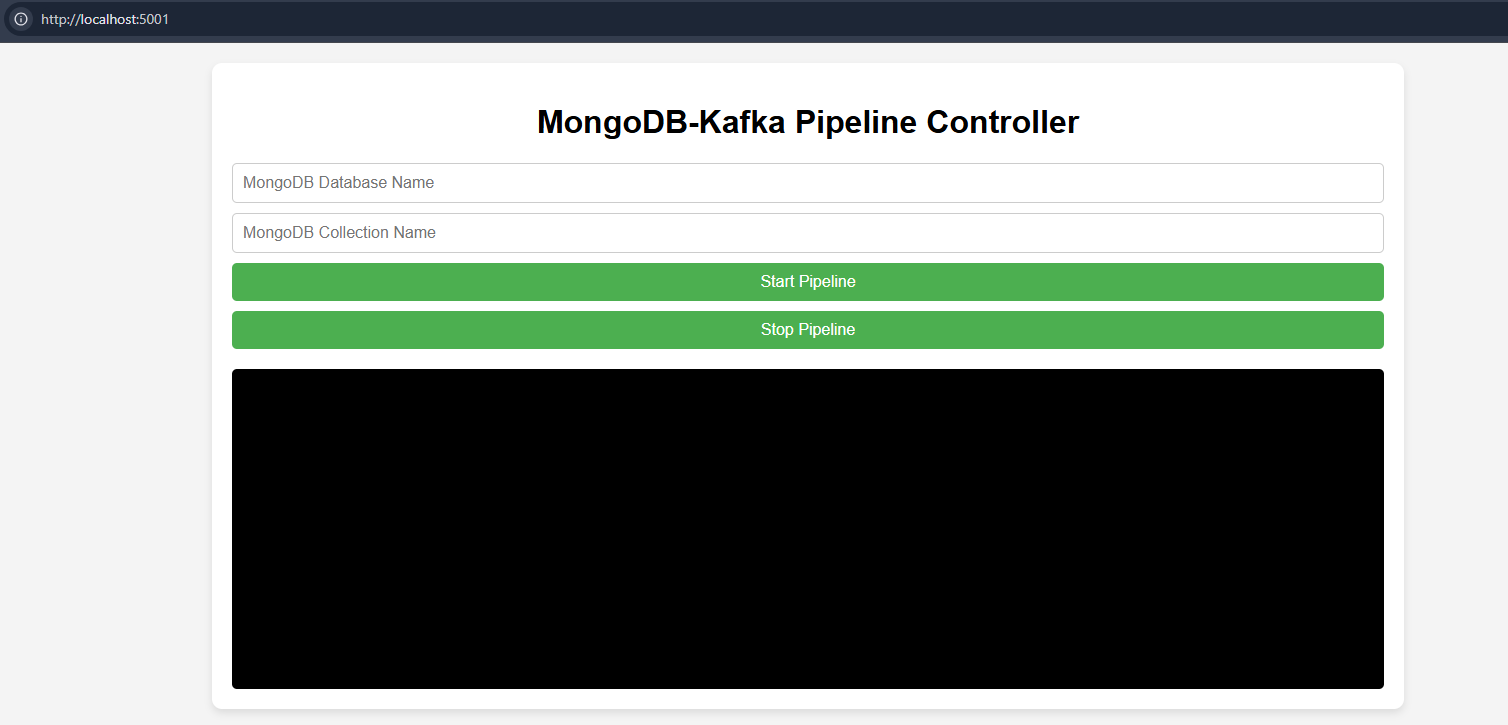 http://localhost:5001
MongoDB-Kafka Pipeline Controller
MongoDB Database Name
MongoDB Collection Name
Start Pipeline
Stop Pipeline